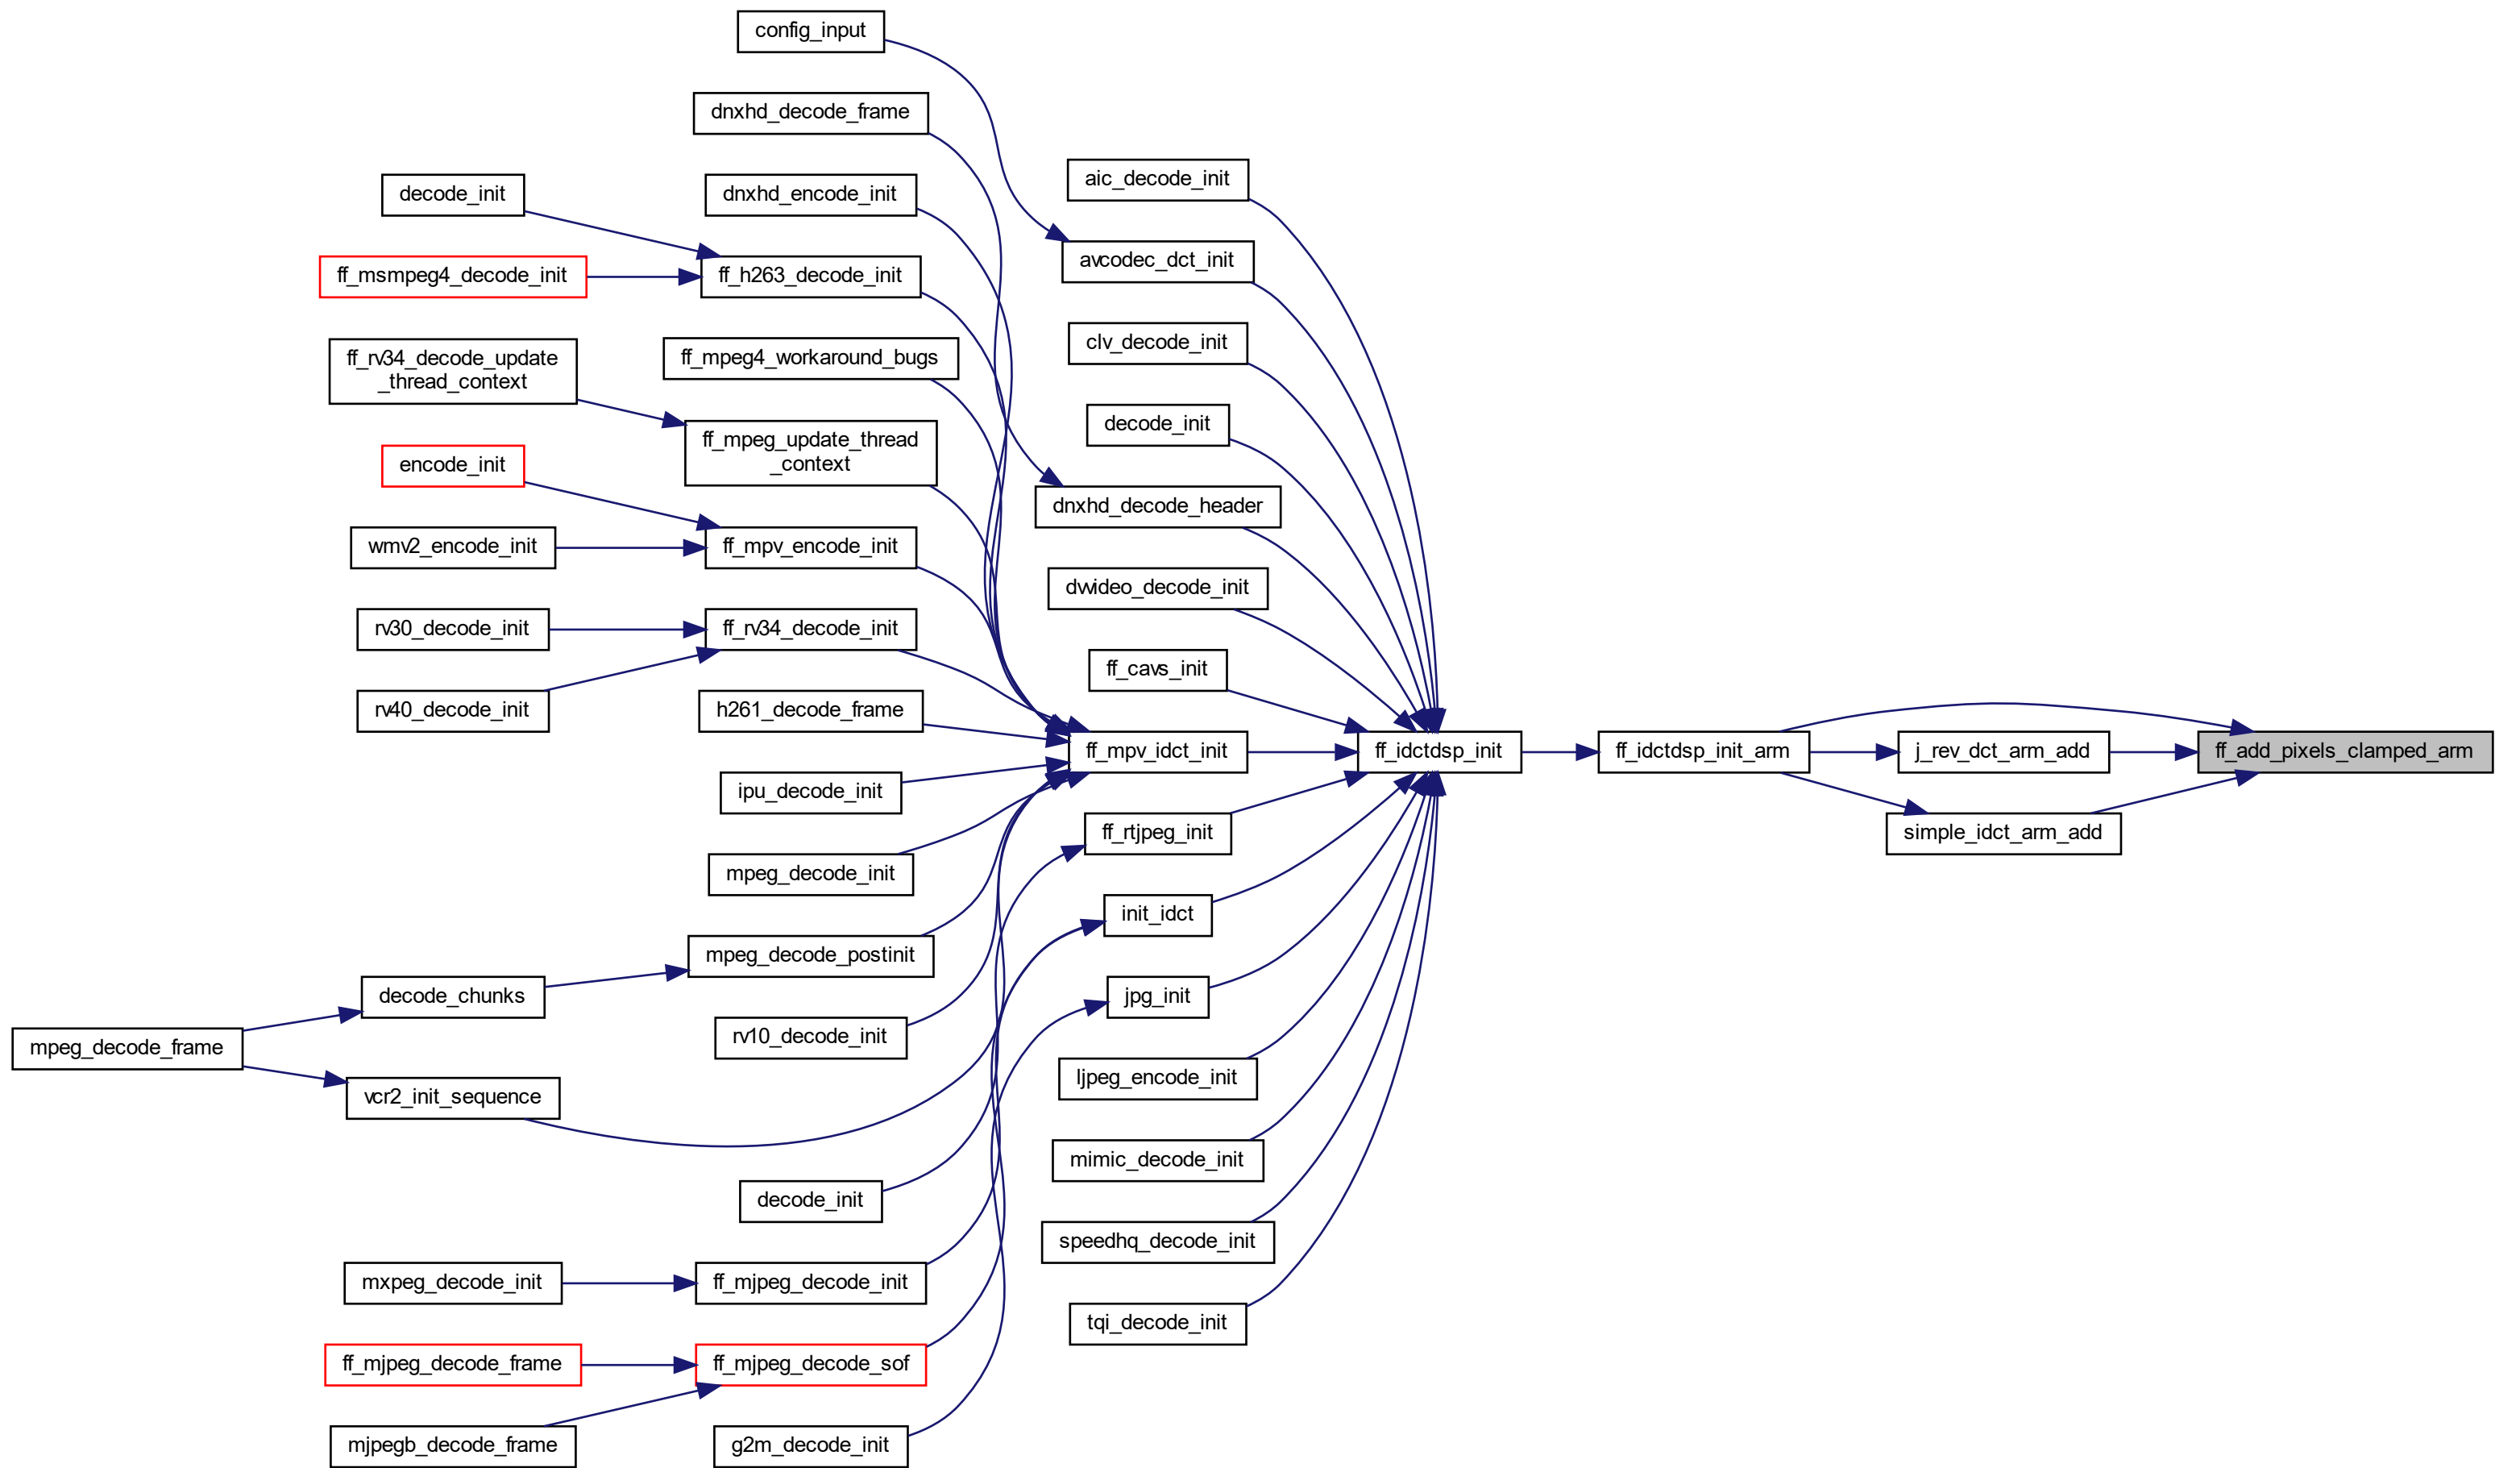 config_input
dnxhd_decode_frame
aic_decode_init
decode_init
dnxhd_encode_init
avcodec_dct_init
ff_msmpeg4_decode_init
ff_h263_decode_init
clv_decode_init
ff_rv34_decode_update
_thread_context
ff_mpeg4_workaround_bugs
decode_init
encode_init
ff_mpeg_update_thread
_context
dnxhd_decode_header
wmv2_encode_init
ff_mpv_encode_init
dvvideo_decode_init
rv30_decode_init
ff_rv34_decode_init
ff_cavs_init
rv40_decode_init
h261_decode_frame
ff_mpv_idct_init
ff_idctdsp_init
ff_idctdsp_init_arm
j_rev_dct_arm_add
ff_add_pixels_clamped_arm
ipu_decode_init
ff_rtjpeg_init
simple_idct_arm_add
mpeg_decode_init
init_idct
mpeg_decode_postinit
decode_chunks
jpg_init
mpeg_decode_frame
rv10_decode_init
ljpeg_encode_init
vcr2_init_sequence
mimic_decode_init
decode_init
speedhq_decode_init
mxpeg_decode_init
ff_mjpeg_decode_init
tqi_decode_init
ff_mjpeg_decode_frame
ff_mjpeg_decode_sof
mjpegb_decode_frame
g2m_decode_init